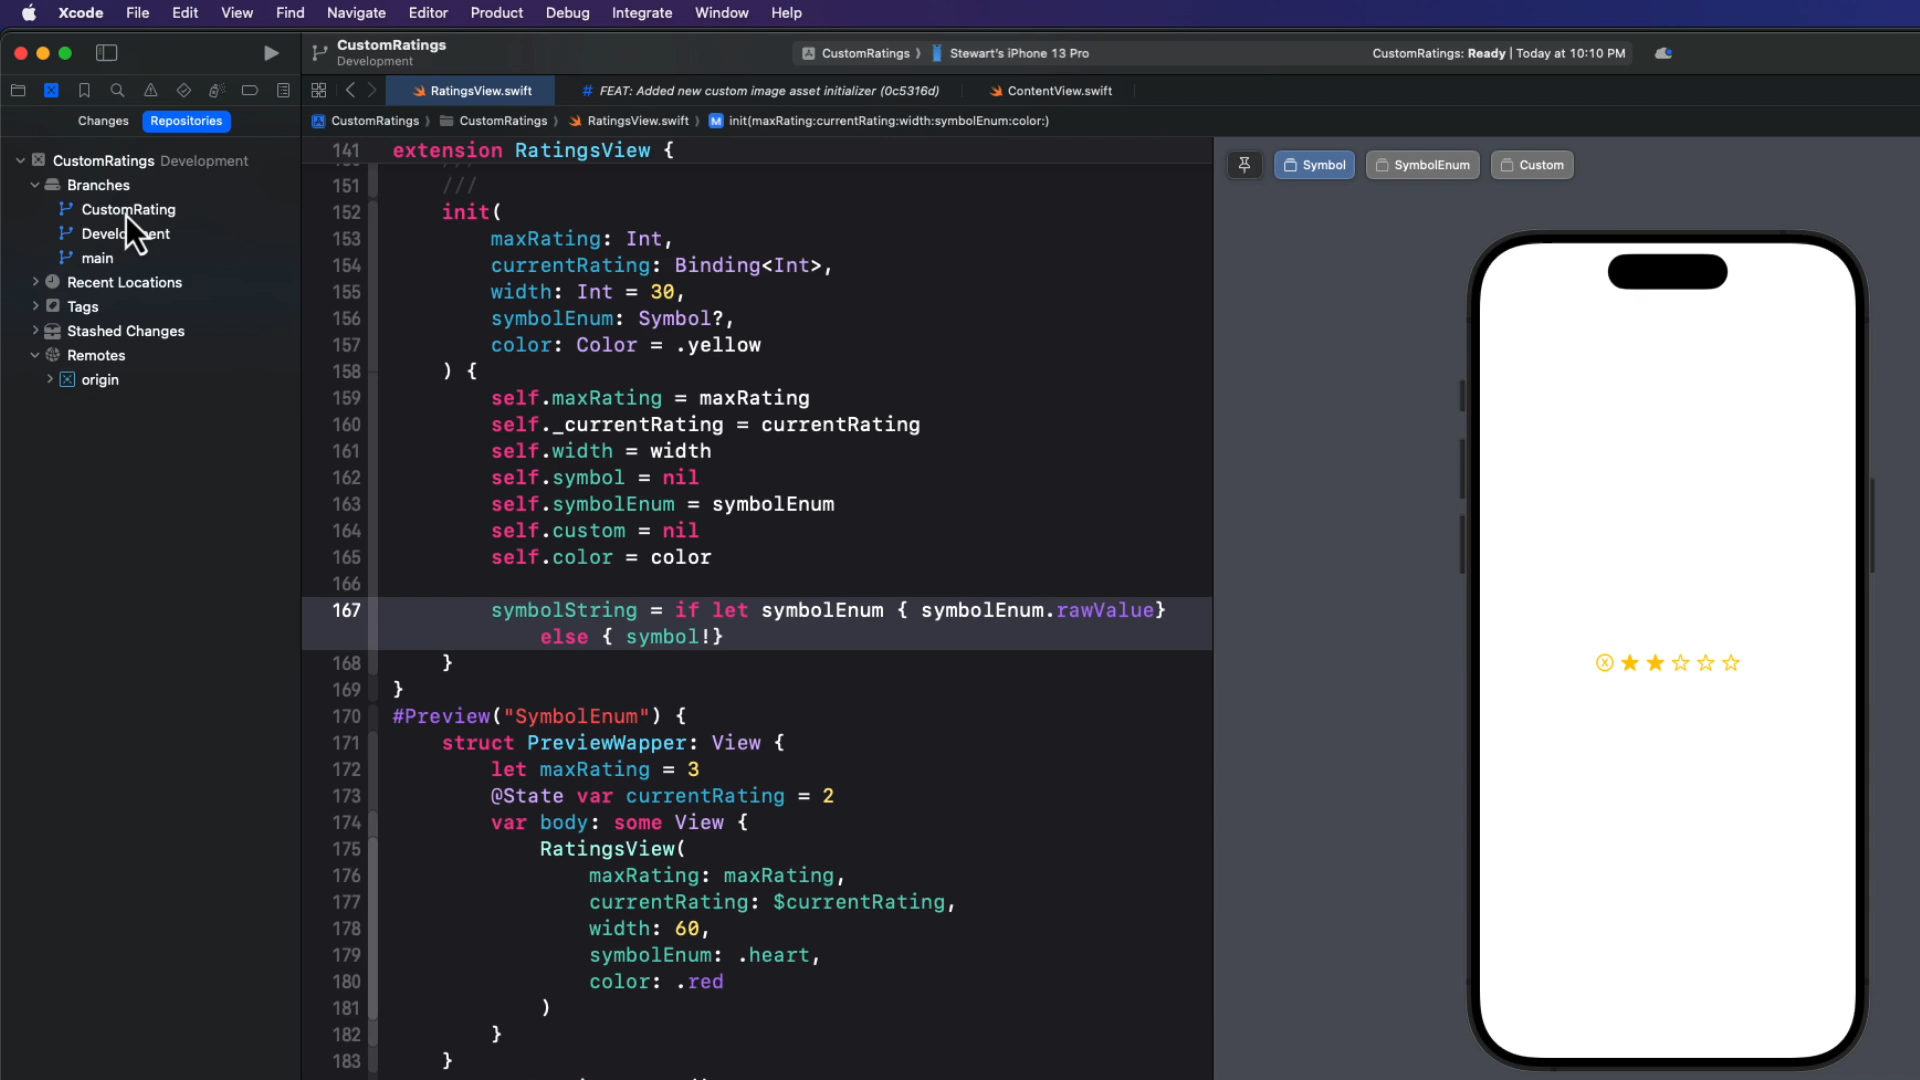 Xcode File Edit View Find Navigate Editor Product Debug Integrate Window Help
CustomRatings
Development
CustomRatings 〉 Stewart's iPhone 13 Pro
CustomRatings: Ready | Today at 10:10 PM
RatingsView.swift
# FEAT: Added new custom image asset initializer (0c5316d)
ContentView.swift
Changes Repositories
CustomRatings 〉 CustomRatings 〉 RatingsView.swift 〉 M init(maxRating:currentRating:width:symbolEnum:color:)
CustomRatings Development
Branches
CustomRating
Development
main
Recent Locations
Tags
Stashed Changes
Remotes
origin
141 extension RatingsView {
151 ///
152 init(
153 maxRating: Int,
154 currentRating: Binding<Int>,
155 width: Int = 30,
156 symbolEnum: Symbol?,
157 color: Color = .yellow
158 ) {
159 self.maxRating = maxRating
160 self._currentRating = currentRating
161 self.width = width
162 self.symbol = nil
163 self.symbolEnum = symbolEnum
164 self.custom = nil
165 self.color = color
166
167 symbolString = if let symbolEnum { symbolEnum.rawValue}
else { symbol!}
168 }
169 }
170 #Preview("SymbolEnum") {
171 struct PreviewWapper: View {
172 let maxRating = 3
173 @State var currentRating = 2
174 var body: some View {
175 RatingsView(
176 maxRating: maxRating,
177 currentRating: $currentRating,
178 width: 60,
179 symbolEnum: .heart,
180 color: .red
181 )
182 }
183 }
Symbol SymbolEnum Custom